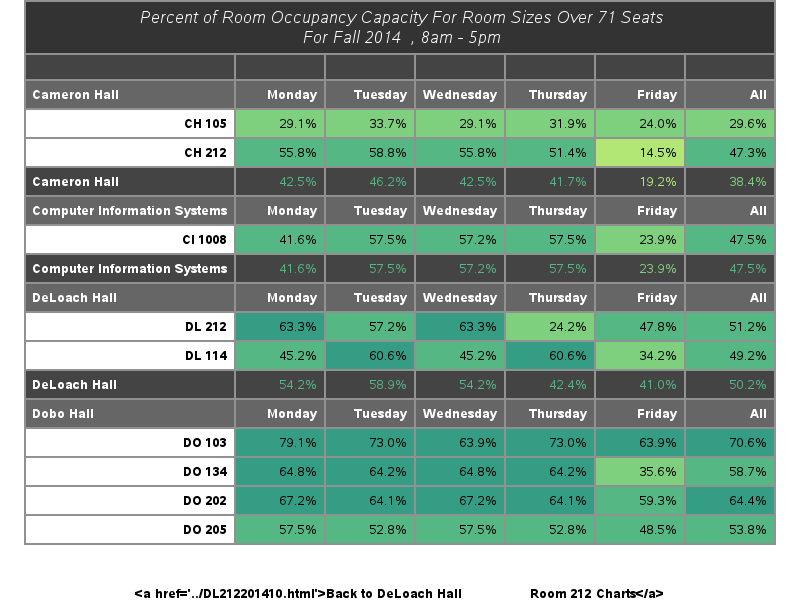 Percent of Room Occupancy Capacity For Room Sizes Over 71 Seats
For Fall 2014 , 8am - 5pm
Cameron Hall Monday Tuesday Wednesday Thursday Friday All
CH 105 29.1% 33.7% 29.1% 31.9% 24.0% 29.6%
CH 212 55.8% 58.8% 55.8% 51.4% 14.5% 47.3%
Cameron Hall 42.5% 46.2% 42.5% 41.7% 19.2% 38.4%
Computer Information Systems Monday Tuesday Wednesday Thursday Friday All
CI 1008 41.6% 57.5% 57.2% 57.5% 23.9% 47.5%
Computer Information Systems 41.6% 57.5% 57.2% 57.5% 23.9% 47.5%
DeLoach Hall Monday Tuesday Wednesday Thursday Friday All
DL 212 63.3% 57.2% 63.3% 24.2% 47.8% 51.2%
DL 114 45.2% 60.6% 45.2% 60.6% 34.2% 49.2%
DeLoach Hall 54.2% 58.9% 54.2% 42.4% 41.0% 50.2%
Dobo Hall Monday Tuesday Wednesday Thursday Friday All
DO 103 79.1% 73.0% 63.9% 73.0% 63.9% 70.6%
DO 134 64.8% 64.2% 64.8% 64.2% 35.6% 58.7%
DO 202 67.2% 64.1% 67.2% 64.1% 59.3% 64.4%
DO 205 57.5% 52.8% 57.5% 52.8% 48.5% 53.8%
<a href='../DL212201410.html'>Back to DeLoach Hall Room 212 Charts</a>